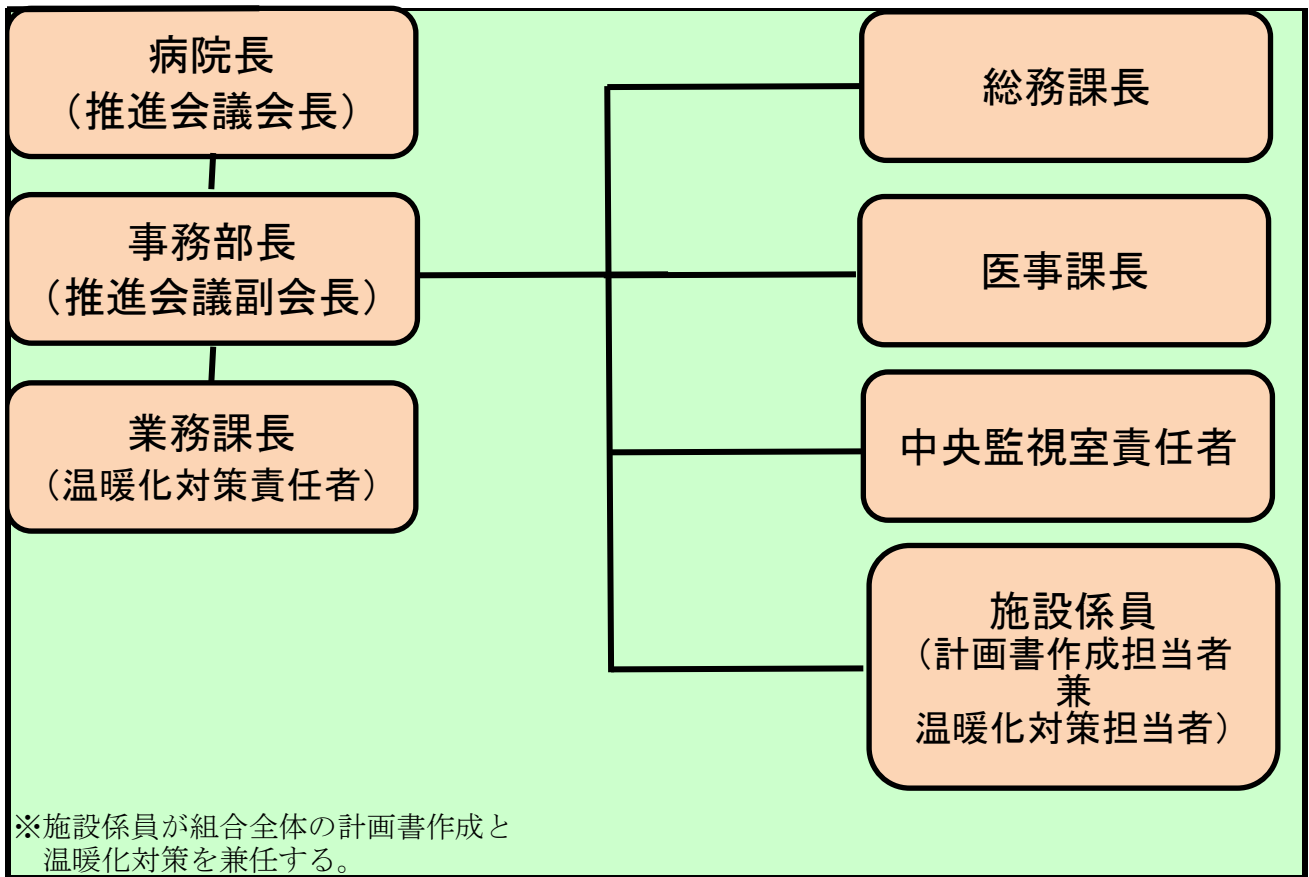 病院長
（推進会議会長）
事務部長
（推進会議副会長）
業務課長
（温暖化対策責任者）
総務課長
医事課長
中央監視室責任者
施設係員
（計画書作成担当者
兼
温暖化対策担当者）
※施設係員が組合全体の計画書作成と
温暖化対策を兼任する。